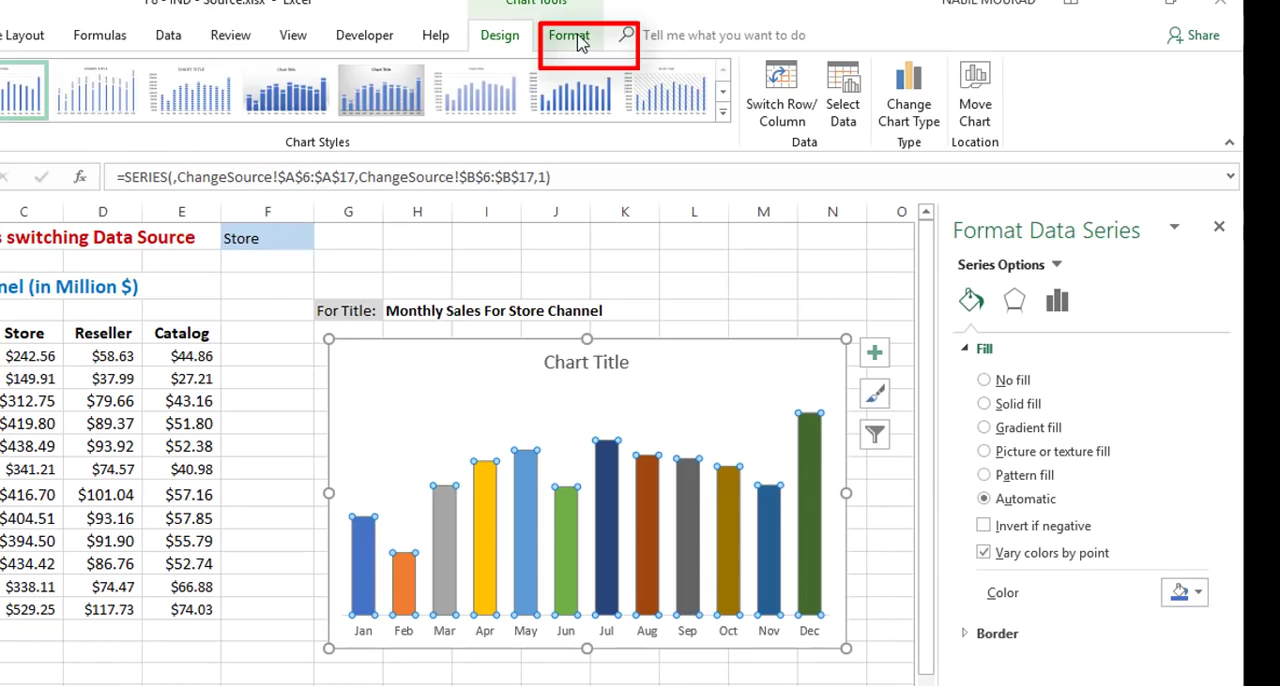 Chart Tools
F8 - IND - Source.xlsx - Excel
NABIL MOURAD
Layout Formulas Data Review View Developer Help Design Format Tell me what you want to do Share
Switch Row/ Column
Select Data
Change Chart Type
Move Chart
Chart Styles Data Type Location
fx =SERIES(,ChangeSource!$A$6:$A$17,ChangeSource!$B$6:$B$17,1)
C D E F G H I J K L M N O
switching Data Source Store
(in Million $)
For Title: Monthly Sales For Store Channel
Store Reseller Catalog
$242.56 $58.63 $44.86
$149.91 $37.99 $27.21
$312.75 $79.66 $43.16
$419.80 $89.37 $51.80
$438.49 $93.92 $52.38
$341.21 $74.57 $40.98
$416.70 $101.04 $57.16
$404.51 $93.16 $57.85
$394.50 $91.90 $55.79
$434.42 $86.76 $52.74
$338.11 $74.47 $66.88
$529.25 $117.73 $74.03
Chart Title
Jan Feb Mar Apr May Jun Jul Aug Sep Oct Nov Dec
Format Data Series
Series Options
Fill
No fill
Solid fill
Gradient fill
Picture or texture fill
Pattern fill
Automatic
Invert if negative
Vary colors by point
Color
Border